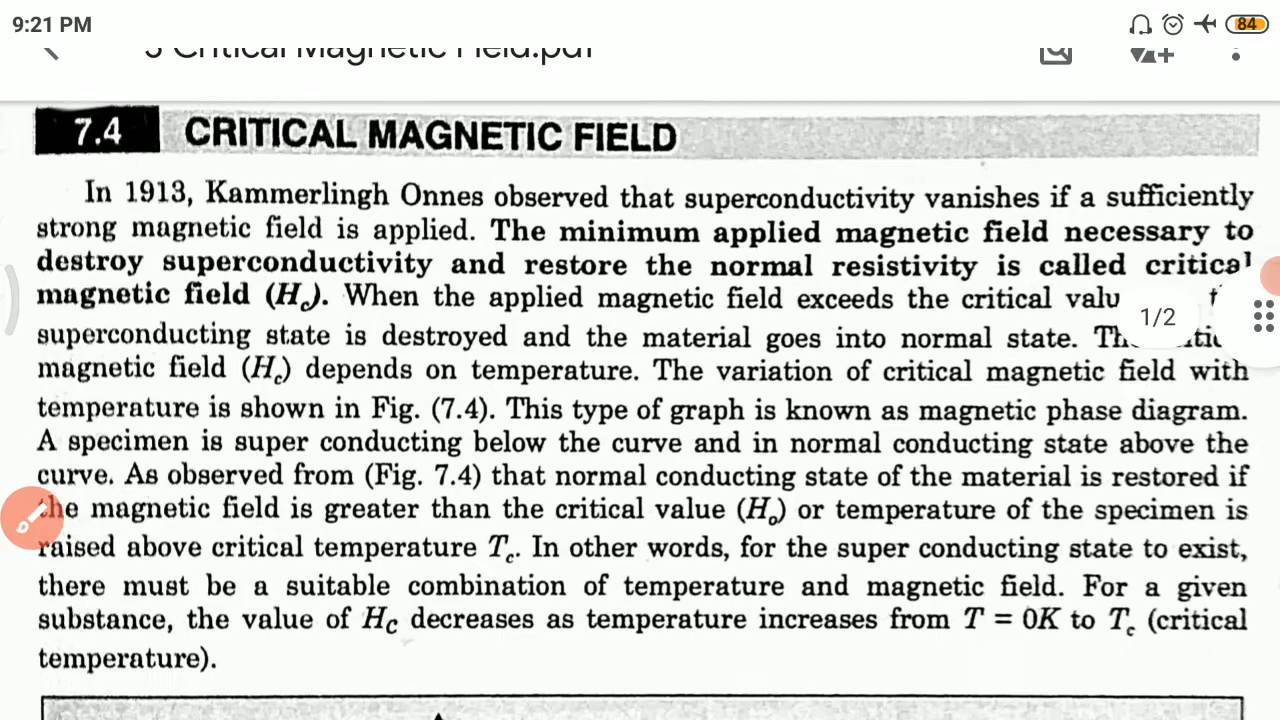 9:21 PM
84
7.4 CRITICAL MAGNETIC FIELD
In 1913, Kammerlingh Onnes observed that superconductivity vanishes if a sufficiently
strong magnetic field is applied. The minimum applied magnetic field necessary to
destroy superconductivity and restore the normal resistivity is called critical
magnetic field (Hc). When the applied magnetic field exceeds the critical
1/2
superconducting state is destroyed and the material goes into normal state.
magnetic field (Hc) depends on temperature. The variation of critical magnetic field with
temperature is shown in Fig. (7.4). This type of graph is known as magnetic phase diagram.
A specimen is super conducting below the curve and in normal conducting state above the
curve. As observed from (Fig. 7.4) that normal conducting state of the material is restored if
the magnetic field is greater than the critical value (Ho) or temperature of the specimen is
raised above critical temperature Tc. In other words, for the super conducting state to exist,
there must be a suitable combination of temperature and magnetic field. For a given
substance, the value of HC decreases as temperature increases from T = 0K to Tc (critical
temperature).